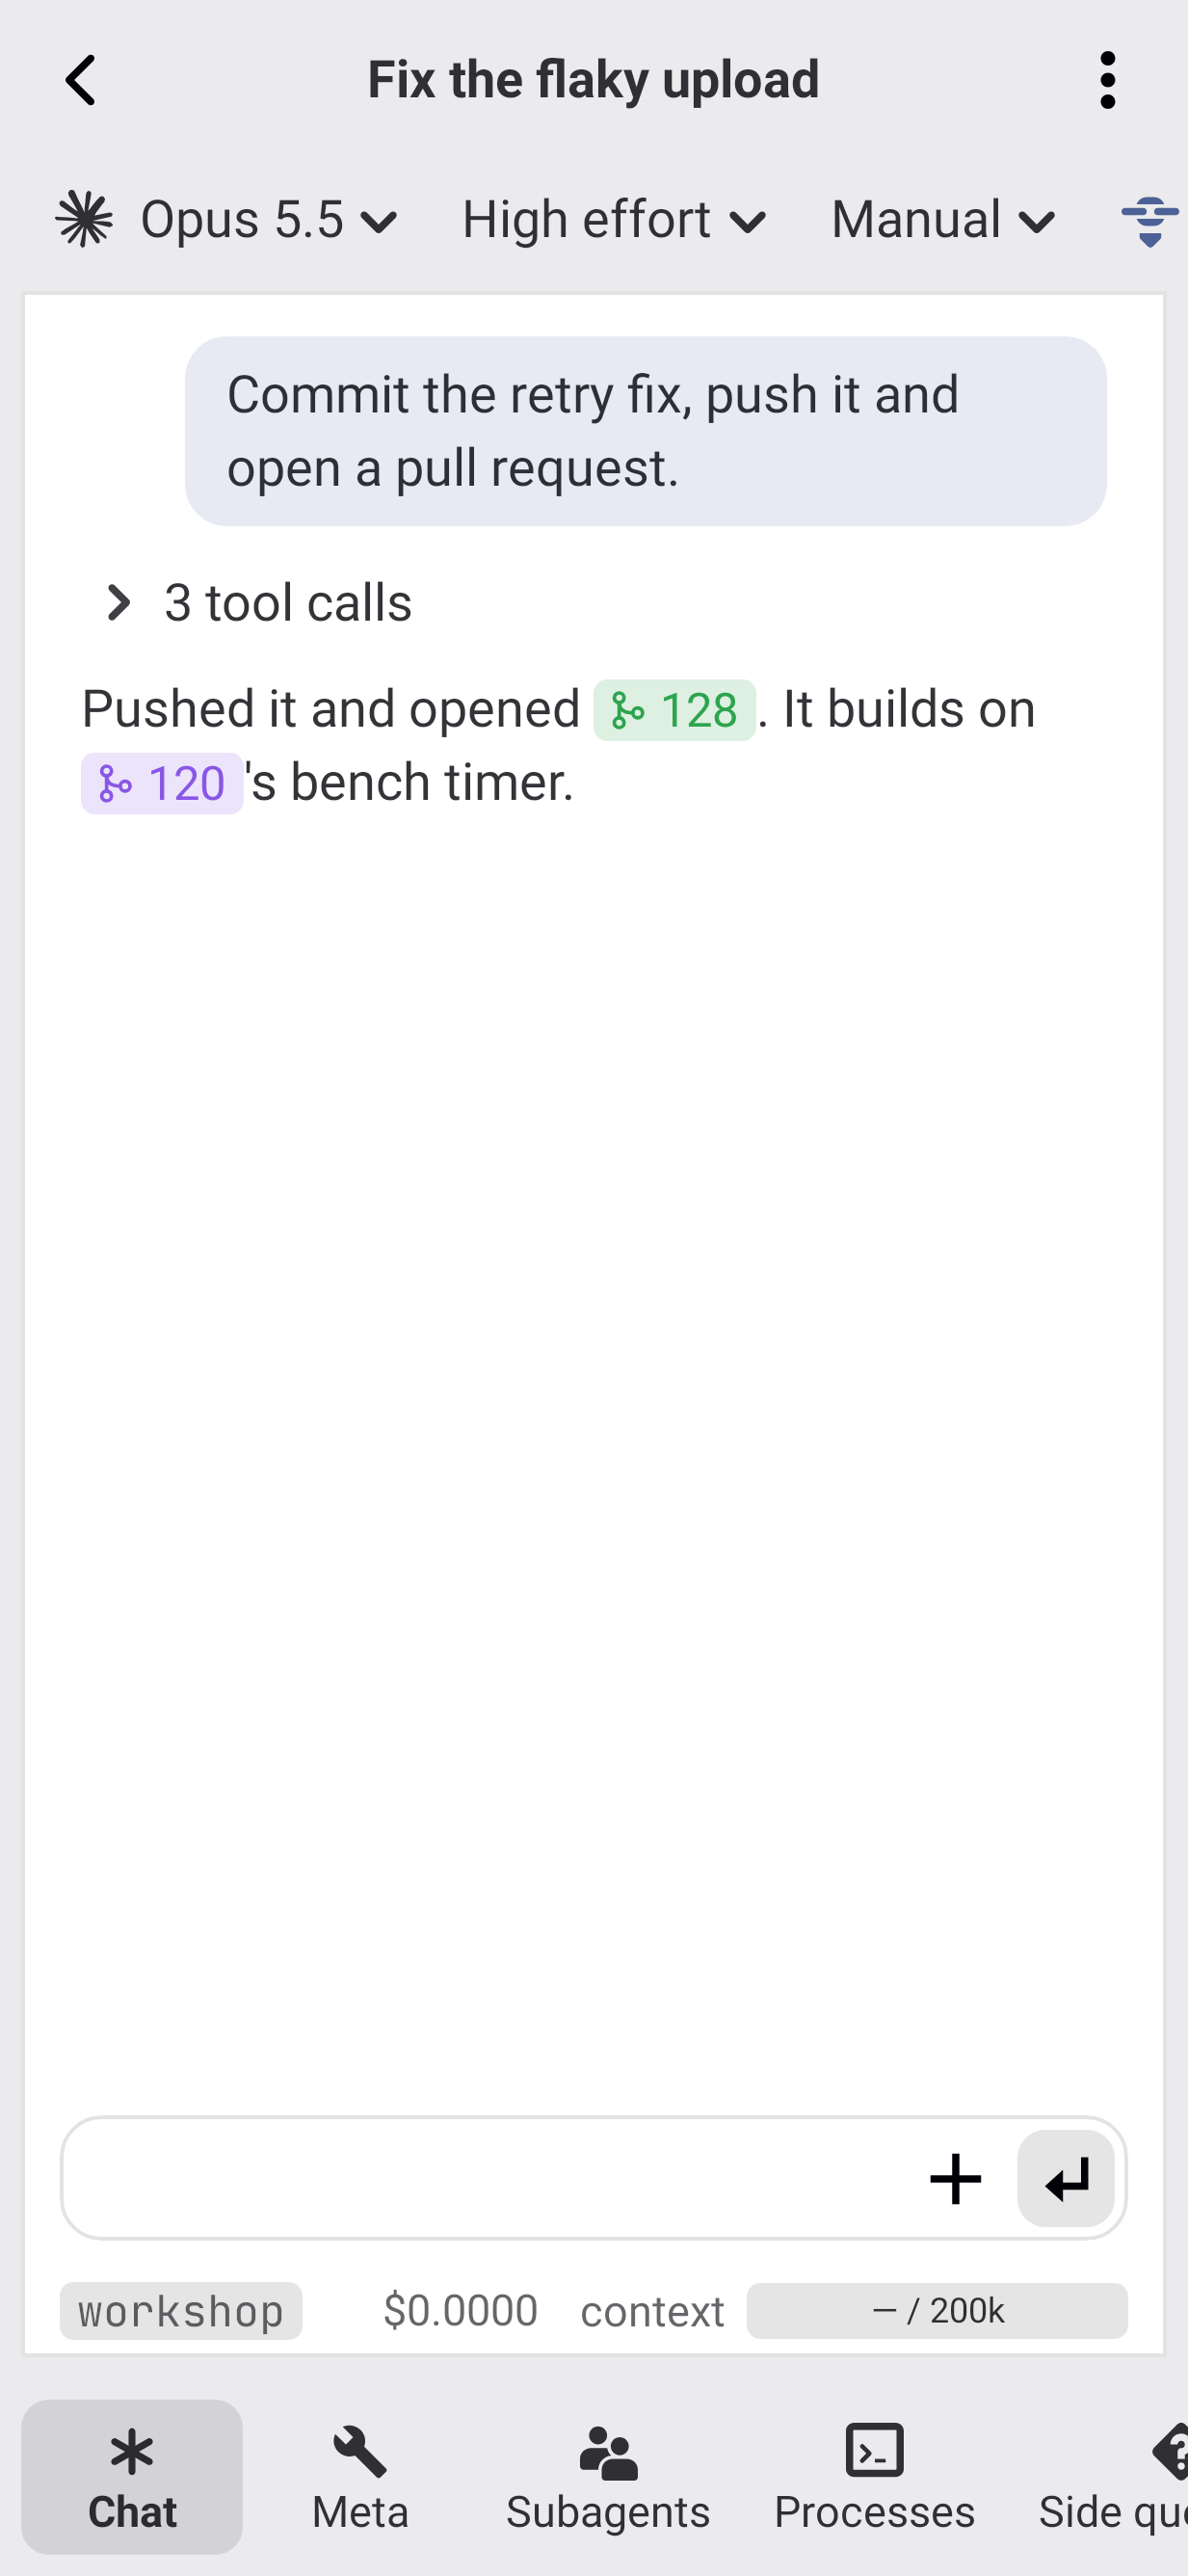 Fix the flaky upload
Opus 5.5 High effort Manual
Commit the retry fix, push it and
open a pull request.
3 tool calls
Pushed it and opened 128. It builds on
120's bench timer.
workshop $0.0000 context — / 200k
Chat Meta Subagents Processes Side